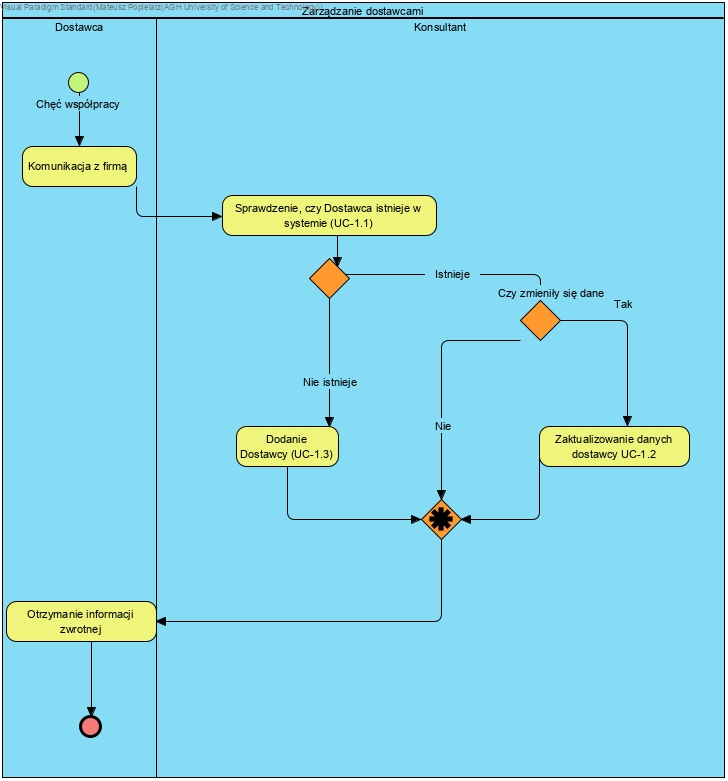 Visual Paradigm Standard(Mateusz Popielarz(AGH University of Science and Technology))
Zarządzanie dostawcami
Dostawca
Konsultant
Chęć współpracy
Komunikacja z firmą
Sprawdzenie, czy Dostawca istnieje w
systemie (UC-1.1)
Istnieje
Czy zmieniły się dane
Tak
Nie istnieje
Nie
Dodanie
Dostawcy (UC-1.3)
Zaktualizowanie danych
dostawcy UC-1.2
Otrzymanie informacji
zwrotnej